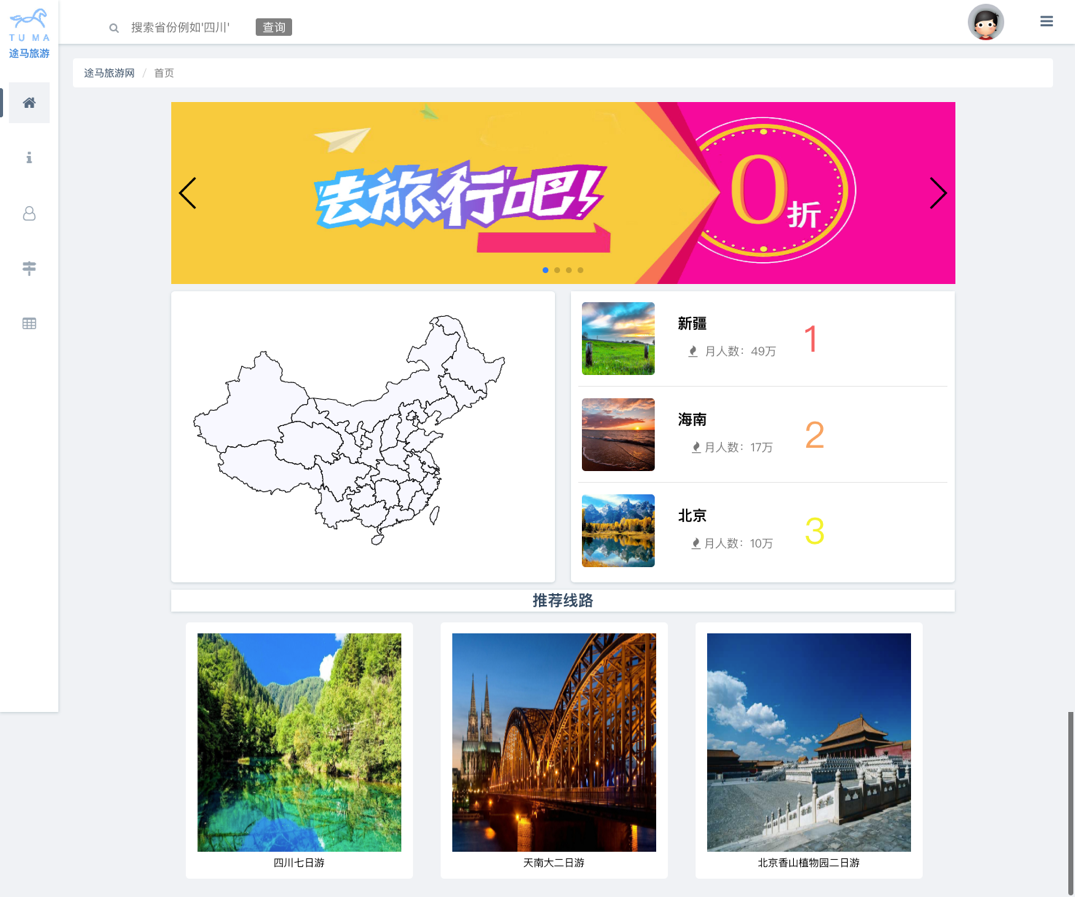 TUMA
途马旅游
搜索省份例如'四川'
查询
途马旅游网 / 首页
去旅行吧!
0折
新疆
月人数：49万
1
海南
月人数：17万
2
北京
月人数：10万
3
推荐线路
四川七日游
天南大二日游
北京香山植物园二日游